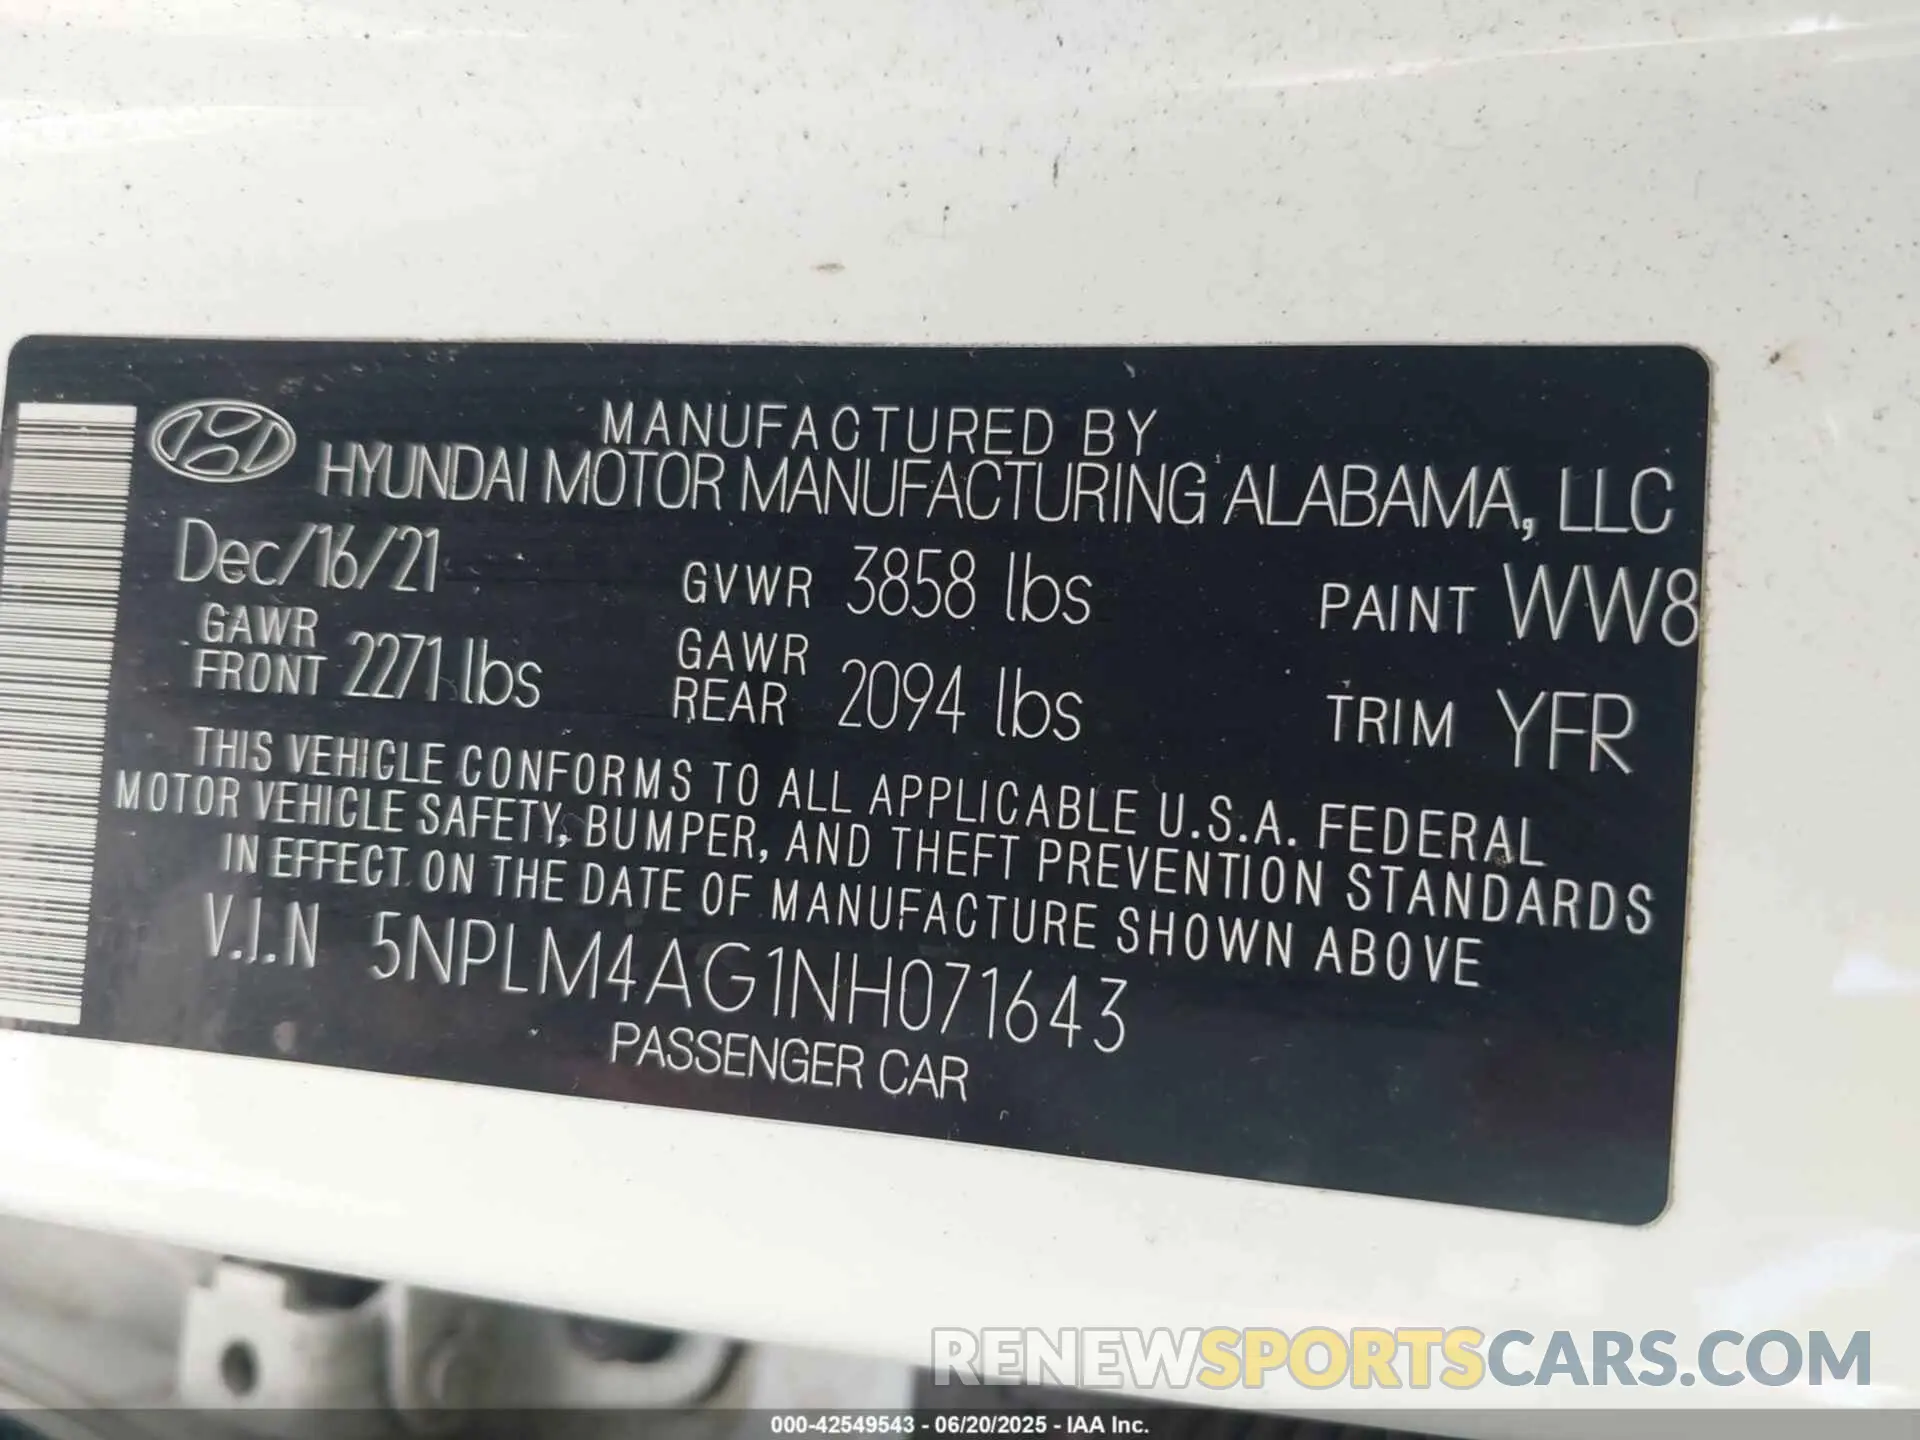 MANUFACTURED BY
HYUNDAI MOTOR MANUFACTURING ALABAMA, LLC
Dec/16/21 GVWR 3858 lbs PAINT WW8
GAWR FRONT 2271 lbs GAWR REAR 2094 lbs TRIM YFR
THIS VEHICLE CONFORMS TO ALL APPLICABLE U.S.A. FEDERAL
MOTOR VEHICLE SAFETY, BUMPER, AND THEFT PREVENTION STANDARDS
IN EFFECT ON THE DATE OF MANUFACTURE SHOWN ABOVE
V.I.N 5NPLM4AG1NH071643
PASSENGER CAR
RENEWSPORTSCARS.COM
000-42549543 - 06/20/2025 - IAA Inc.